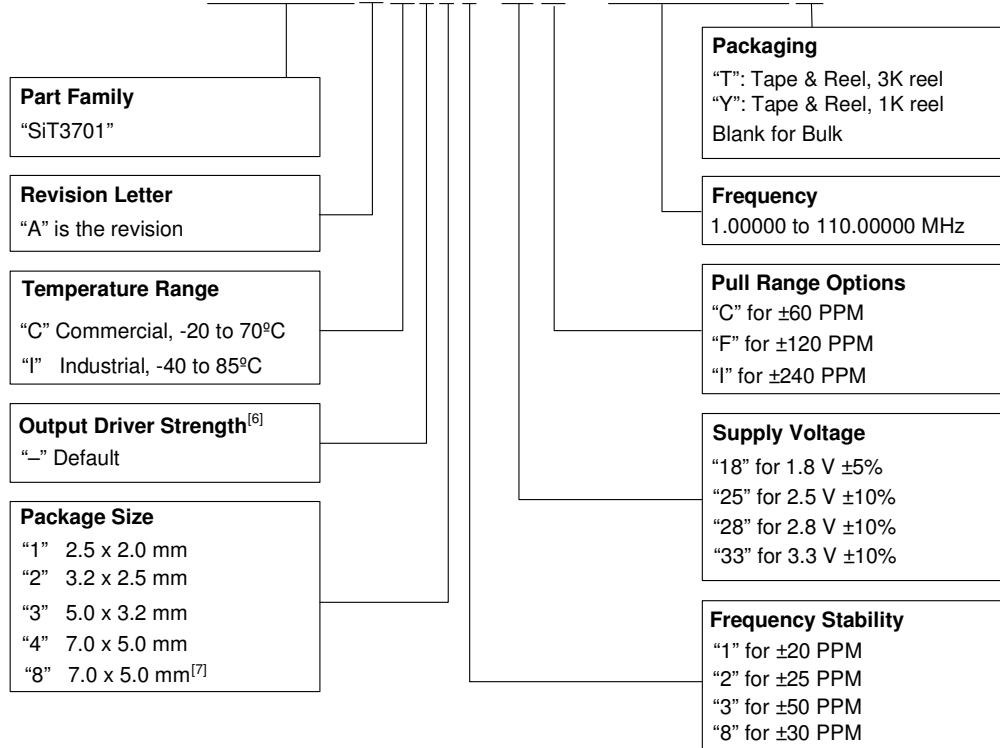 Part Family
“SiT3701”
Revision Letter
“A” is the revision
Temperature Range
“C” Commercial, -20 to 70ºC
“I” Industrial, -40 to 85ºC
Output Driver Strength[6]
“–” Default
Package Size
“1” 2.5 x 2.0 mm
“2” 3.2 x 2.5 mm
“3” 5.0 x 3.2 mm
“4” 7.0 x 5.0 mm
“8” 7.0 x 5.0 mm[7]
Packaging
“T”: Tape & Reel, 3K reel
“Y”: Tape & Reel, 1K reel
Blank for Bulk
Frequency
1.00000 to 110.00000 MHz
Pull Range Options
“C” for ±60 PPM
“F” for ±120 PPM
“I” for ±240 PPM
Supply Voltage
“18” for 1.8 V ±5%
“25” for 2.5 V ±10%
“28” for 2.8 V ±10%
“33” for 3.3 V ±10%
Frequency Stability
“1” for ±20 PPM
“2” for ±25 PPM
“3” for ±50 PPM
“8” for ±30 PPM